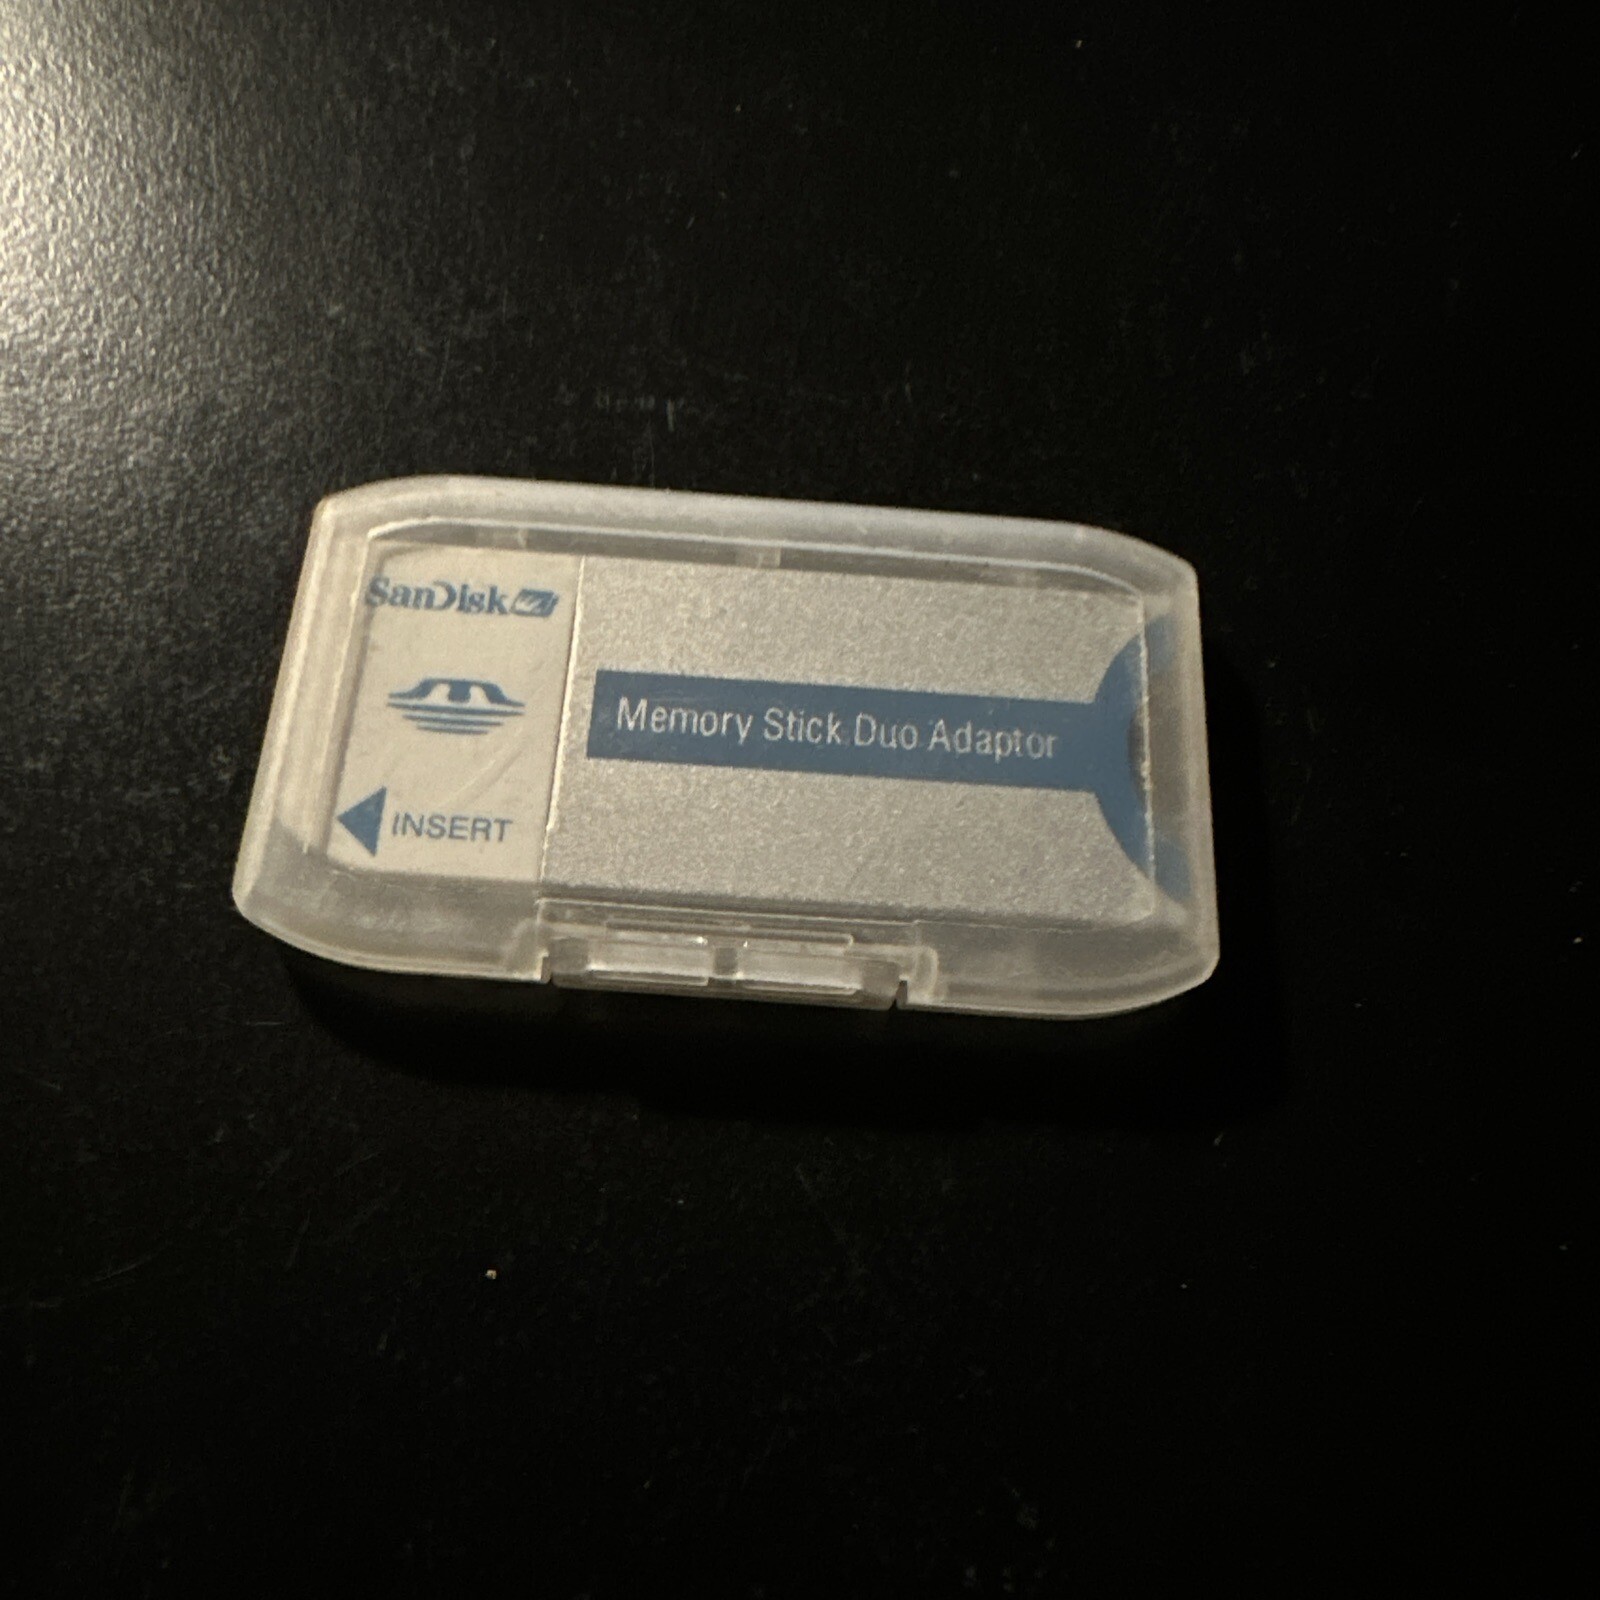 SanDisk
Memory Stick Duo Adaptor
INSERT